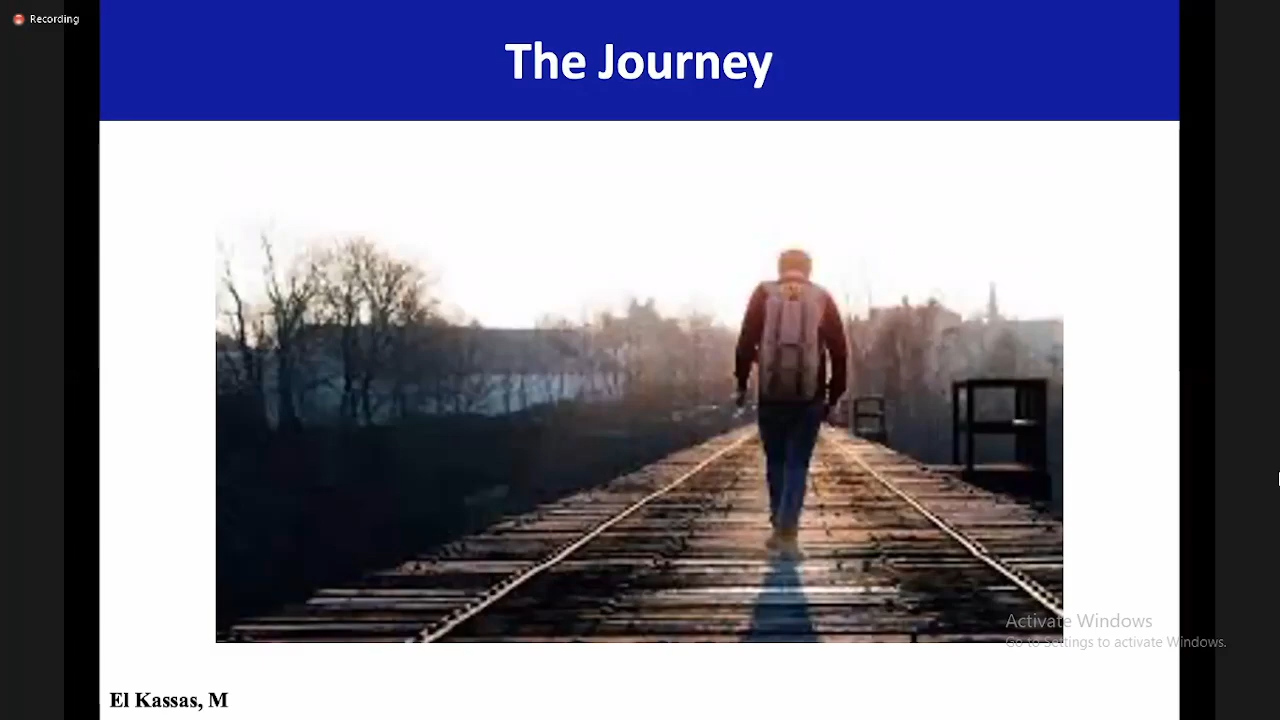 Recording
The Journey
Activate Windows
Go to Settings to activate Windows.
El Kassas, M